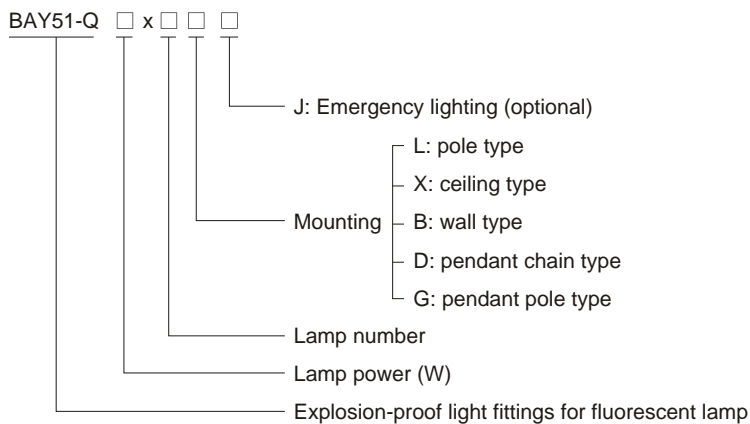 BAY51-Q □ x □ □ □
J: Emergency lighting (optional)
L: pole type
X: ceiling type
Mounting
B: wall type
D: pendant chain type
G: pendant pole type
Lamp number
Lamp power (W)
Explosion-proof light fittings for fluorescent lamp